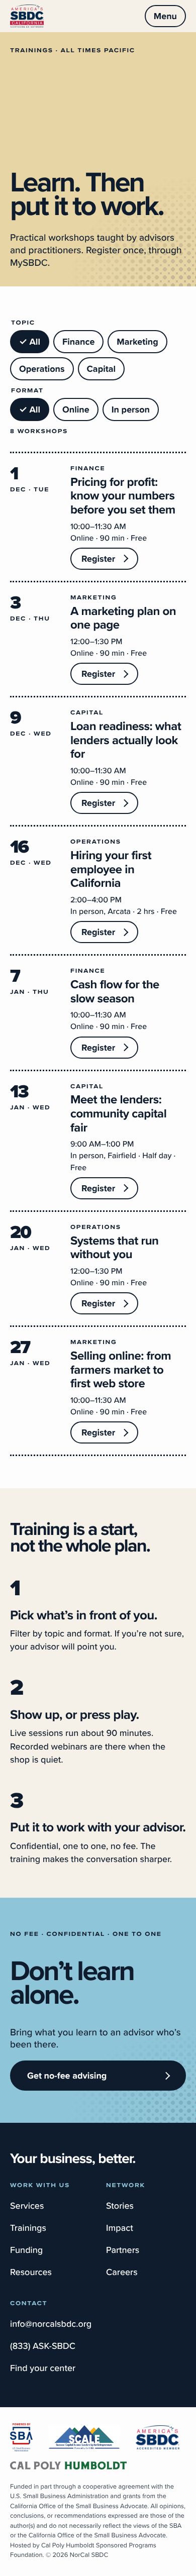 AMERICA'S
SBDC
CALIFORNIA
Menu
TRAININGS · ALL TIMES PACIFIC
Learn. Then
put it to work.
Practical workshops taught by advisors
and practitioners. Register once, through
MySBDC.
TOPIC
All
Finance
Marketing
Operations
Capital
FORMAT
All
Online
In person
8 WORKSHOPS
1
DEC · TUE
FINANCE
Pricing for profit:
know your numbers
before you set them
10:00–11:30 AM
Online · 90 min · Free
Register
3
DEC · THU
MARKETING
A marketing plan on
one page
12:00–1:30 PM
Online · 90 min · Free
Register
9
DEC · WED
CAPITAL
Loan readiness: what
lenders actually look
for
10:00–11:30 AM
Online · 90 min · Free
Register
16
DEC · WED
OPERATIONS
Hiring your first
employee in
California
2:00–4:00 PM
In person, Arcata · 2 hrs · Free
Register
7
JAN · THU
FINANCE
Cash flow for the
slow season
10:00–11:30 AM
Online · 90 min · Free
Register
13
JAN · WED
CAPITAL
Meet the lenders:
community capital
fair
9:00 AM–1:00 PM
In person, Fairfield · Half day ·
Free
Register
20
JAN · WED
OPERATIONS
Systems that run
without you
12:00–1:30 PM
Online · 90 min · Free
Register
27
JAN · WED
MARKETING
Selling online: from
farmers market to
first web store
10:00–11:30 AM
Online · 90 min · Free
Register
Training is a start,
not the whole plan.
1
Pick what's in front of you.
Filter by topic and format. If you're not sure,
your advisor will point you.
2
Show up, or press play.
Live sessions run about 90 minutes.
Recorded webinars are there when the
shop is quiet.
3
Put it to work with your advisor.
Confidential, one to one, no fee. The
training makes the conversation sharper.
NO FEE · CONFIDENTIAL · ONE TO ONE
Don't learn
alone.
Bring what you learn to an advisor who's
been there.
Get no-fee advising
Your business, better.
WORK WITH US
NETWORK
Services
Stories
Trainings
Impact
Funding
Partners
Resources
Careers
CONTACT
info@norcalsbdc.org
(833) ASK-SBDC
Find your center
SBA
SCALE
AMERICA'S
SBDC
CAL POLY HUMBOLDT
Funded in part through a cooperative agreement with the
U.S. Small Business Administration and grants from the
California Office of the Small Business Advocate. All opinions,
conclusions, or recommendations expressed are those of the
author(s) and do not necessarily reflect the views of the SBA
or the California Office of the Small Business Advocate.
Hosted by Cal Poly Humboldt Sponsored Programs
Foundation. © 2026 NorCal SBDC